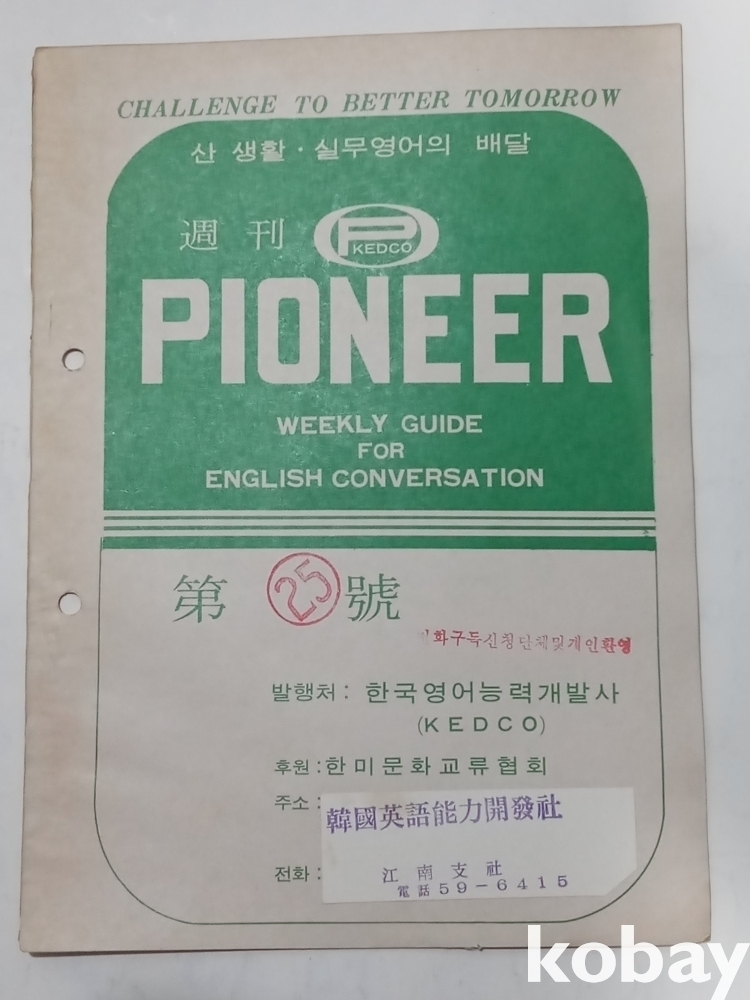 CHALLENGE TO BETTER TOMORROW
산 생활·실무영어의 배달
週刊 P KEDCO
PIONEER
WEEKLY GUIDE
FOR
ENGLISH CONVERSATION
第 25 號
화구독신청단체및개인환영
발행처: 한국영어능력개발사
(KEDCO)
후원:한미문화교류협회
주소:
韓國英語能力開發社
전화:
江南支社
電話 59-6415
kobay